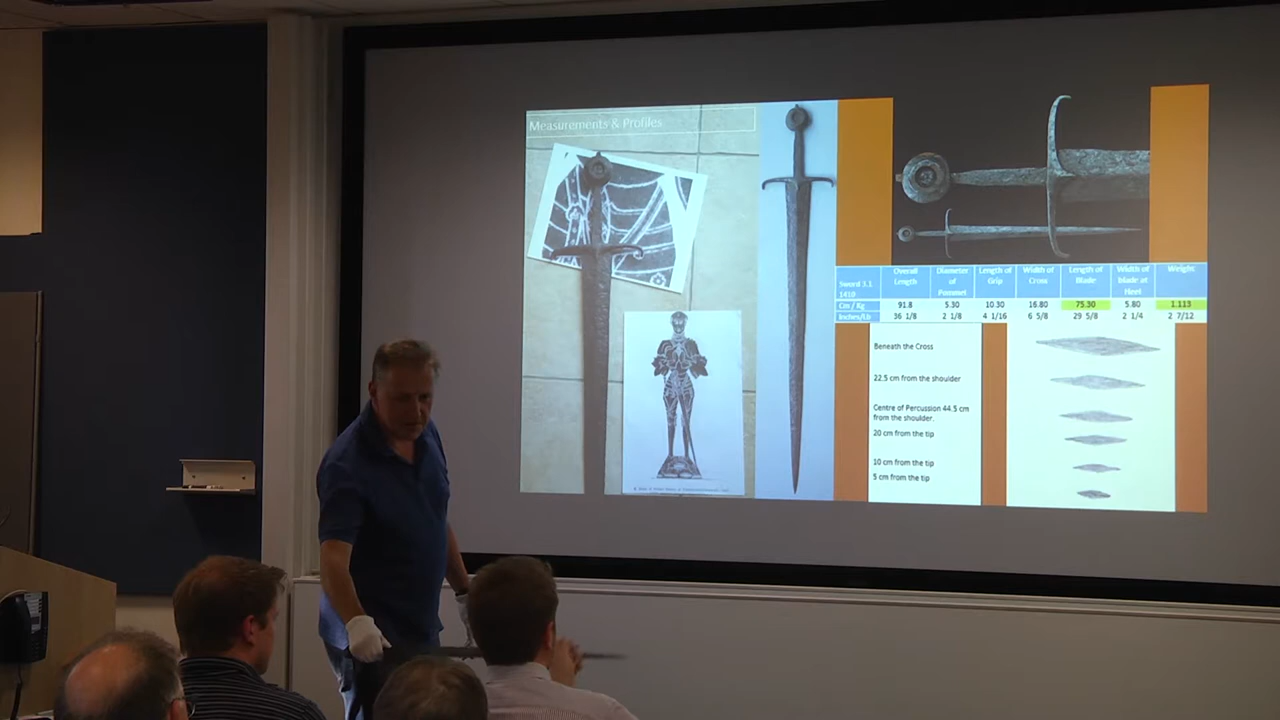 Measurements & Profiles
Sword 3.1
1410
Overall
Length
Diameter
of
Pommel
Length of
Grip
Width of
Cross
Length of
Blade
Width of
blade at
Heel
Weight
Cm / Kg
91.8
5.30
10.30
16.80
75.30
5.80
1.113
Inches/Lb
36 1/8
2 1/8
4 1/16
6 5/8
29 5/8
2 1/4
2 7/12
Beneath the Cross
22.5 cm from the shoulder
Centre of Percussion 44.5 cm
from the shoulder.
20 cm from the tip
10 cm from the tip
5 cm from the tip